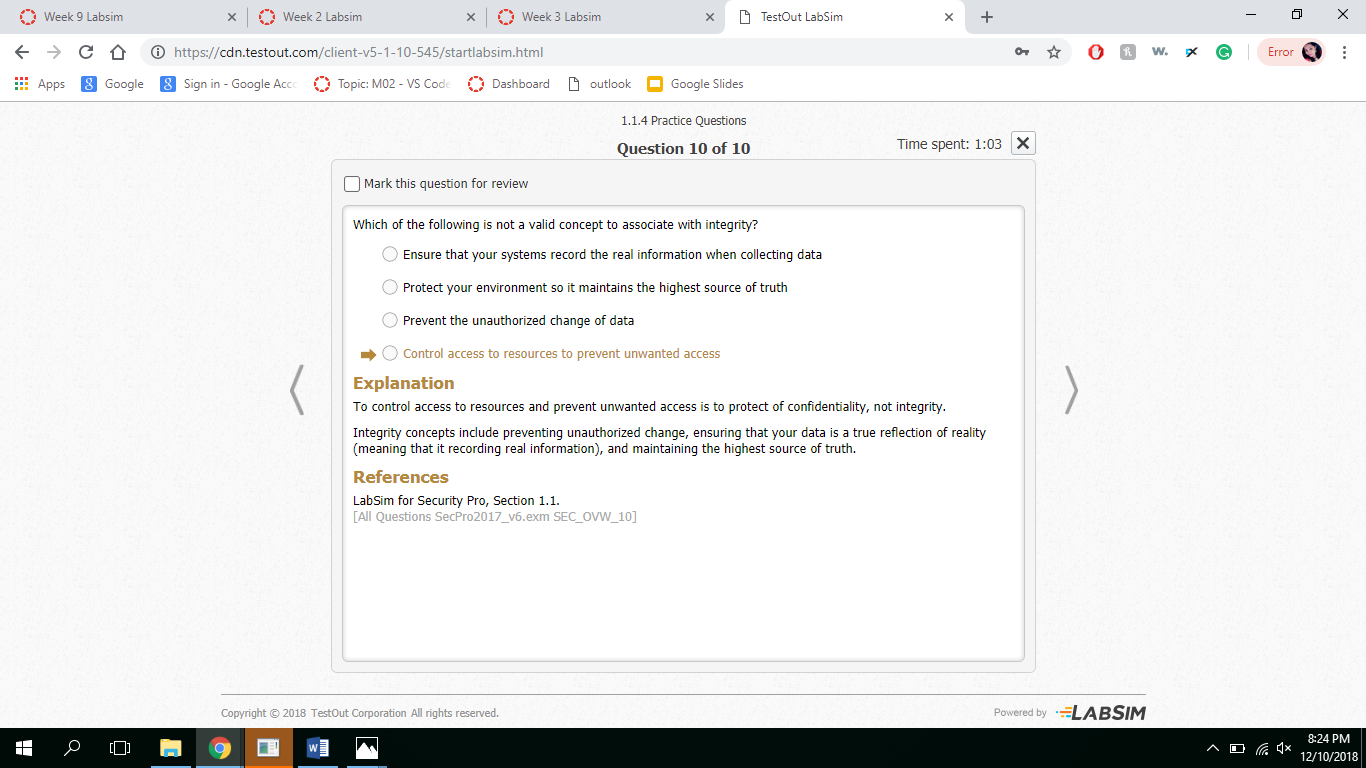 Week 9 Labsim
Week 2 Labsim
Week 3 Labsim
TestOut LabSim
https://cdn.testout.com/client-v5-1-10-545/startlabsim.html
Error
Apps
Google
Sign in - Google Acc
Topic: M02 - VS Code
Dashboard
outlook
Google Slides
1.1.4 Practice Questions
Question 10 of 10
Time spent: 1:03
Mark this question for review
Which of the following is not a valid concept to associate with integrity?
Ensure that your systems record the real information when collecting data
Protect your environment so it maintains the highest source of truth
Prevent the unauthorized change of data
Control access to resources to prevent unwanted access
Explanation
To control access to resources and prevent unwanted access is to protect of confidentiality, not integrity.
Integrity concepts include preventing unauthorized change, ensuring that your data is a true reflection of reality
(meaning that it recording real information), and maintaining the highest source of truth.
References
LabSim for Security Pro, Section 1.1.
[All Questions SecPro2017_v6.exm SEC_OVW_10]
Copyright © 2018 TestOut Corporation All rights reserved.
Powered by LABSIM
8:24 PM
12/10/2018